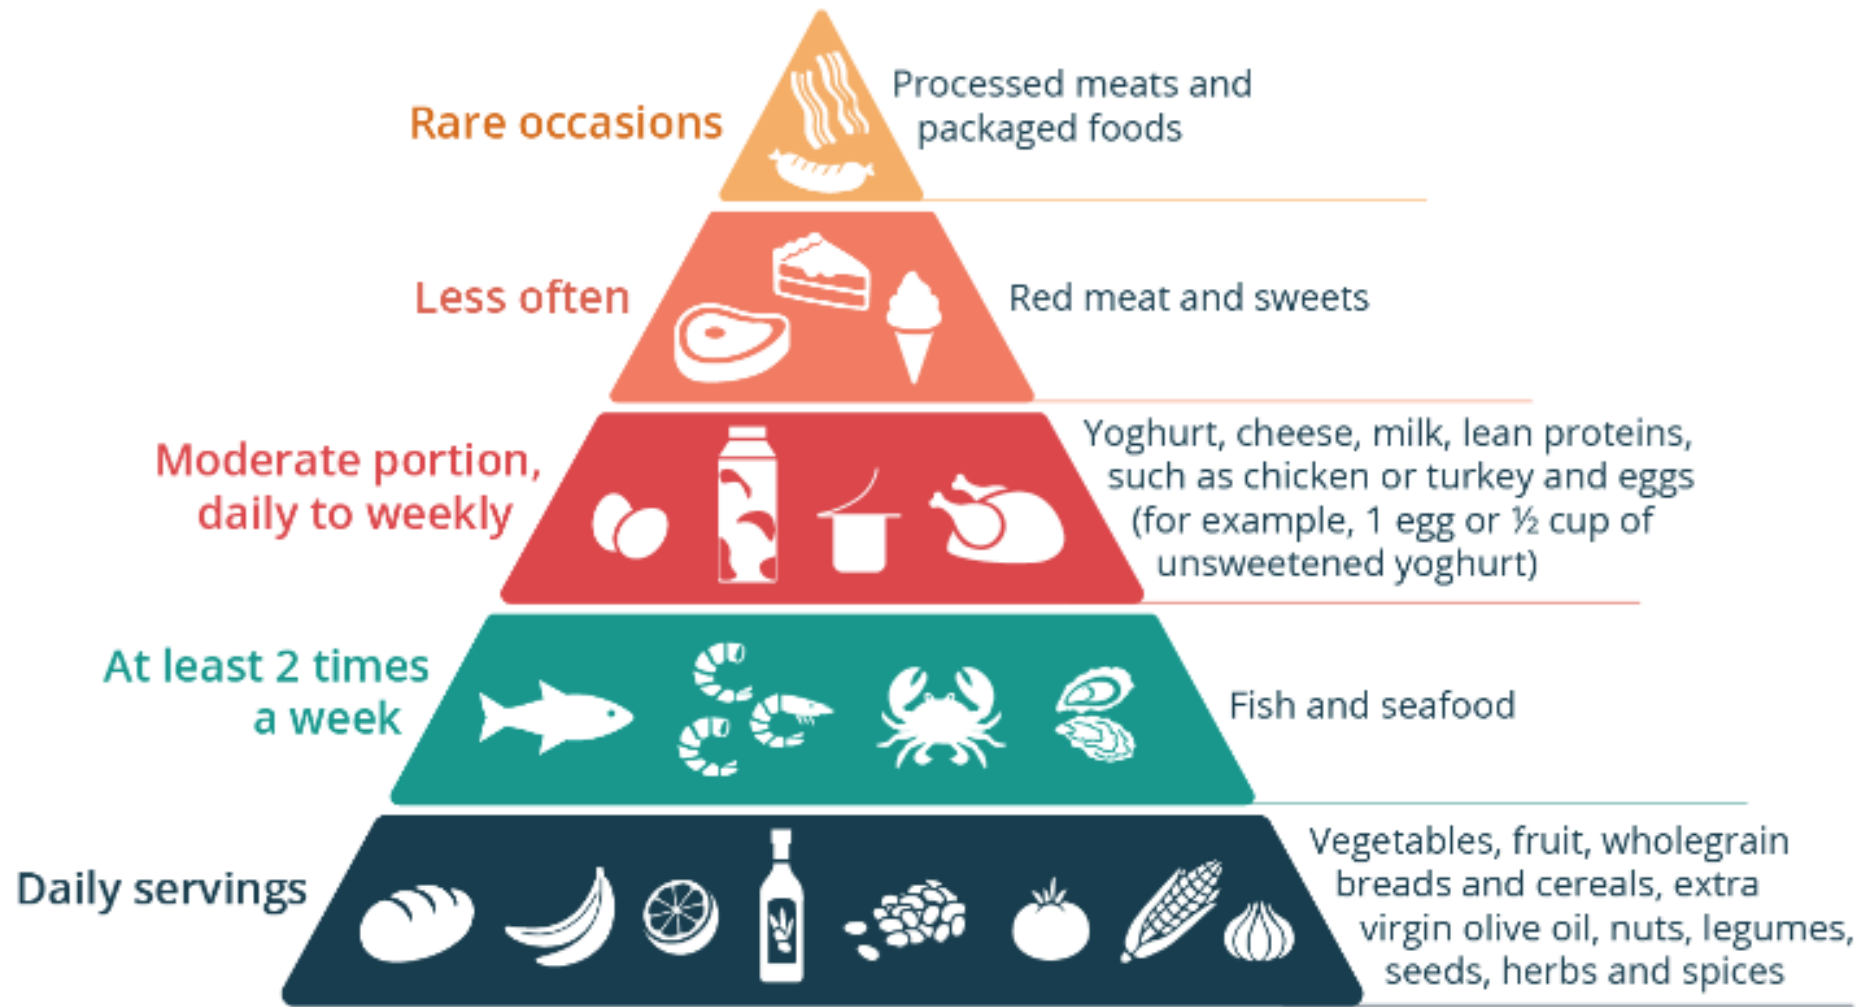 Rare occasions
Processed meats and
packaged foods
Less often
Red meat and sweets
Moderate portion,
daily to weekly
Yoghurt, cheese, milk, lean proteins,
such as chicken or turkey and eggs
(for example, 1 egg or ½ cup of
unsweetened yoghurt)
At least 2 times
a week
Fish and seafood
Daily servings
Vegetables, fruit, wholegrain
breads and cereals, extra
virgin olive oil, nuts, legumes,
seeds, herbs and spices